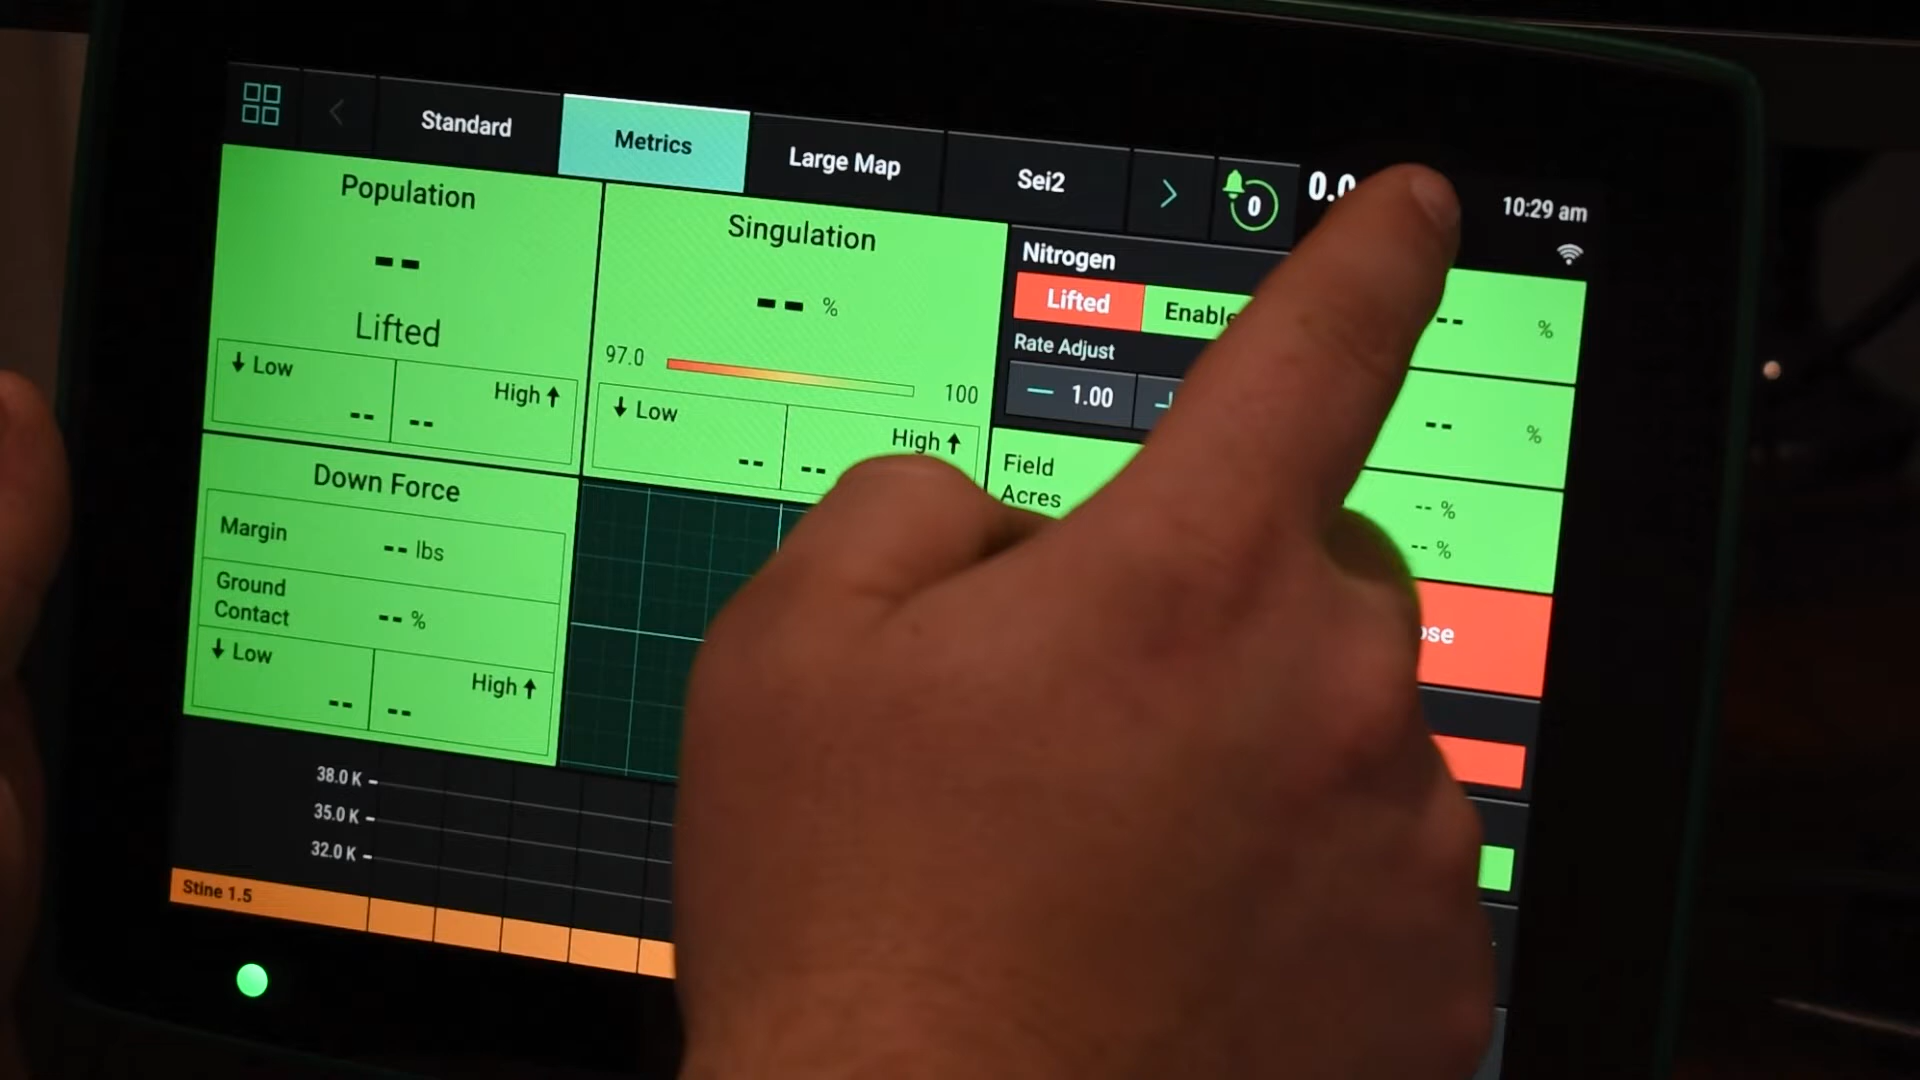 Standard
Metrics
Large Map
Sei2
0
0.0
10:29 am
Population
--
Lifted
Low
--
High
--
Singulation
-- %
97.0
100
Low
--
High
--
Nitrogen
Lifted
Rate Adjust
1.00
Field
Acres
-- %
-- %
-- %
-- %
Down Force
Margin
-- lbs
Ground
Contact
-- %
Low
--
High
--
38.0 K
35.0 K
32.0 K
Stine 1.5